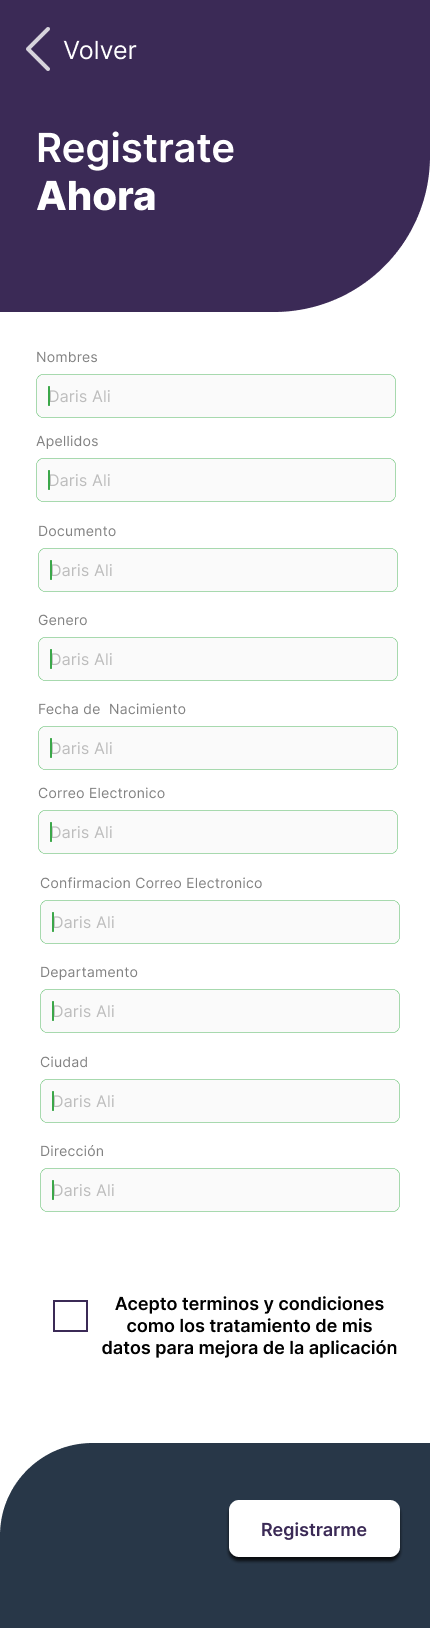 Volver
Registrate
Ahora
Nombres
Daris Ali
Apellidos
Daris Ali
Documento
Daris Ali
Genero
Daris Ali
Fecha de  Nacimiento
Daris Ali
Correo Electronico
Daris Ali
Confirmacion Correo Electronico
Daris Ali
Departamento
Daris Ali
Ciudad
Daris Ali
Dirección
Daris Ali
Acepto terminos y condiciones
como los tratamiento de mis
datos para mejora de la aplicación
Registrarme